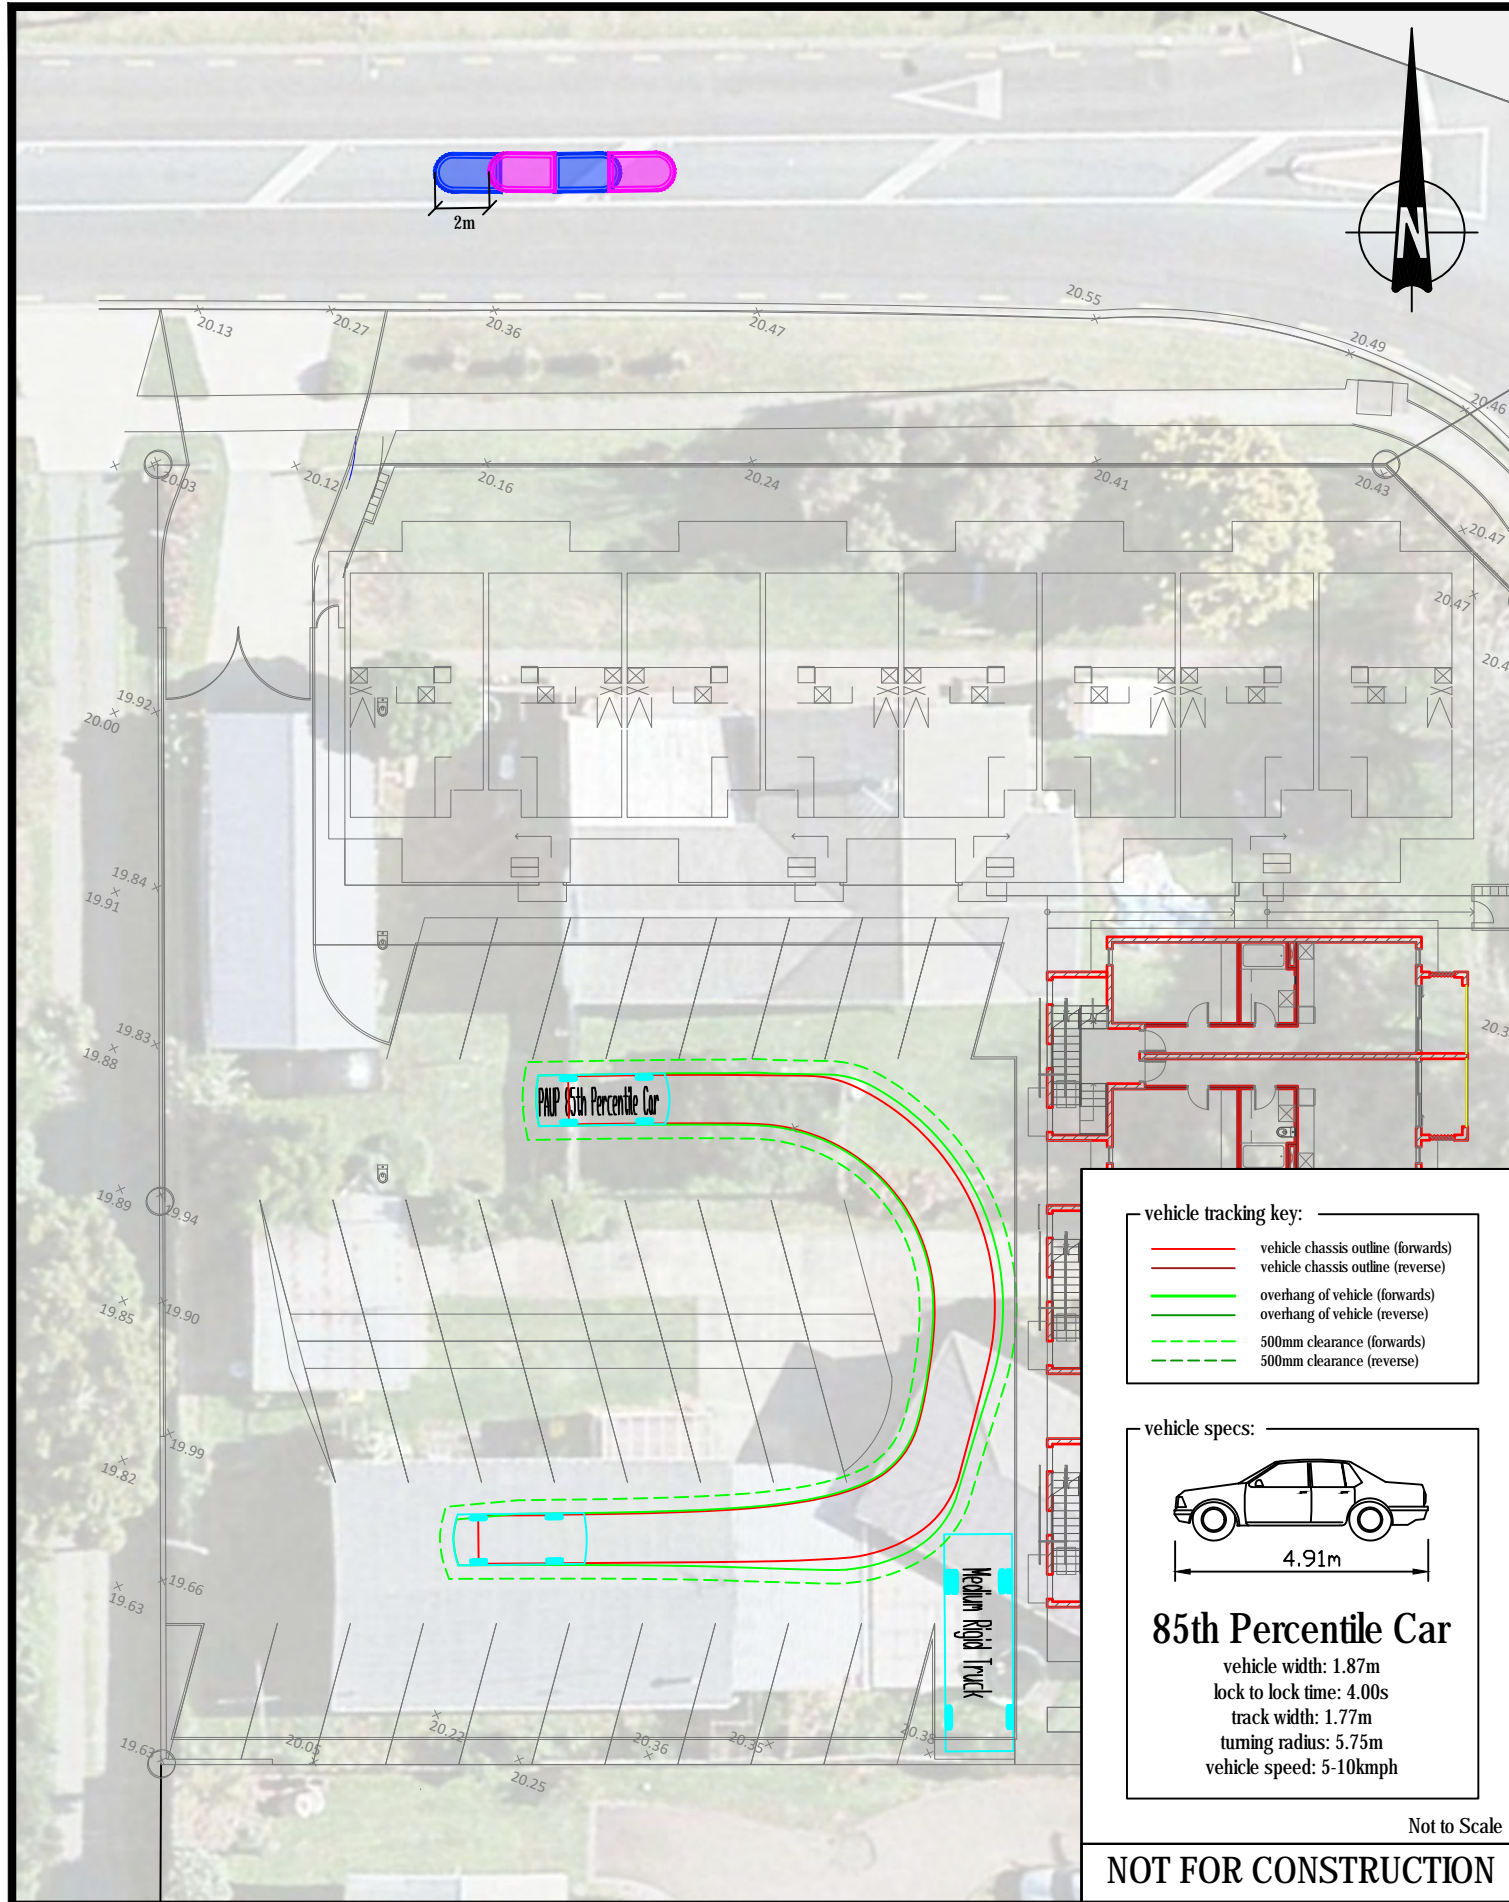 N
2m
20.13
20.27
20.36
20.47
20.55
20.49
20.46
20.03
20.12
20.16
20.24
20.41
20.43
20.47
20.47
20.4
19.92
20.00
19.84
19.91
19.83
19.88
20.3
PAUP 85th Percentile Car
19.89
19.94
19.85
19.90
19.99
19.82
19.66
19.63
Medium Rigid Truck
19.63
20.05
20.22
20.25
20.36
20.35
20.38
vehicle tracking key:
vehicle chassis outline (forwards)
vehicle chassis outline (reverse)
overhang of vehicle (forwards)
overhang of vehicle (reverse)
500mm clearance (forwards)
500mm clearance (reverse)
vehicle specs:
4.91m
85th Percentile Car
vehicle width: 1.87m
lock to lock time: 4.00s
track width: 1.77m
turning radius: 5.75m
vehicle speed: 5-10kmph
Not to Scale
NOT FOR CONSTRUCTION